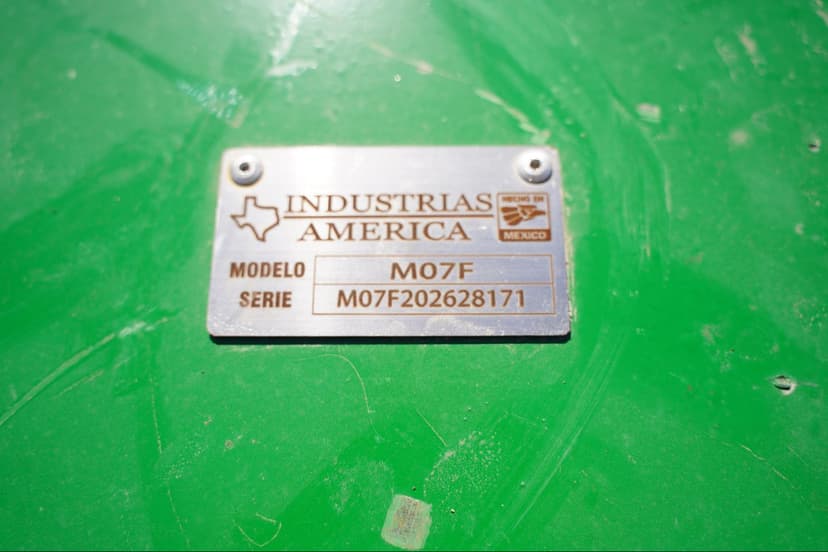 INDUSTRIAS
AMERICA
HECHO EN
MEXICO
MODELO M07F
SERIE M07F202628171